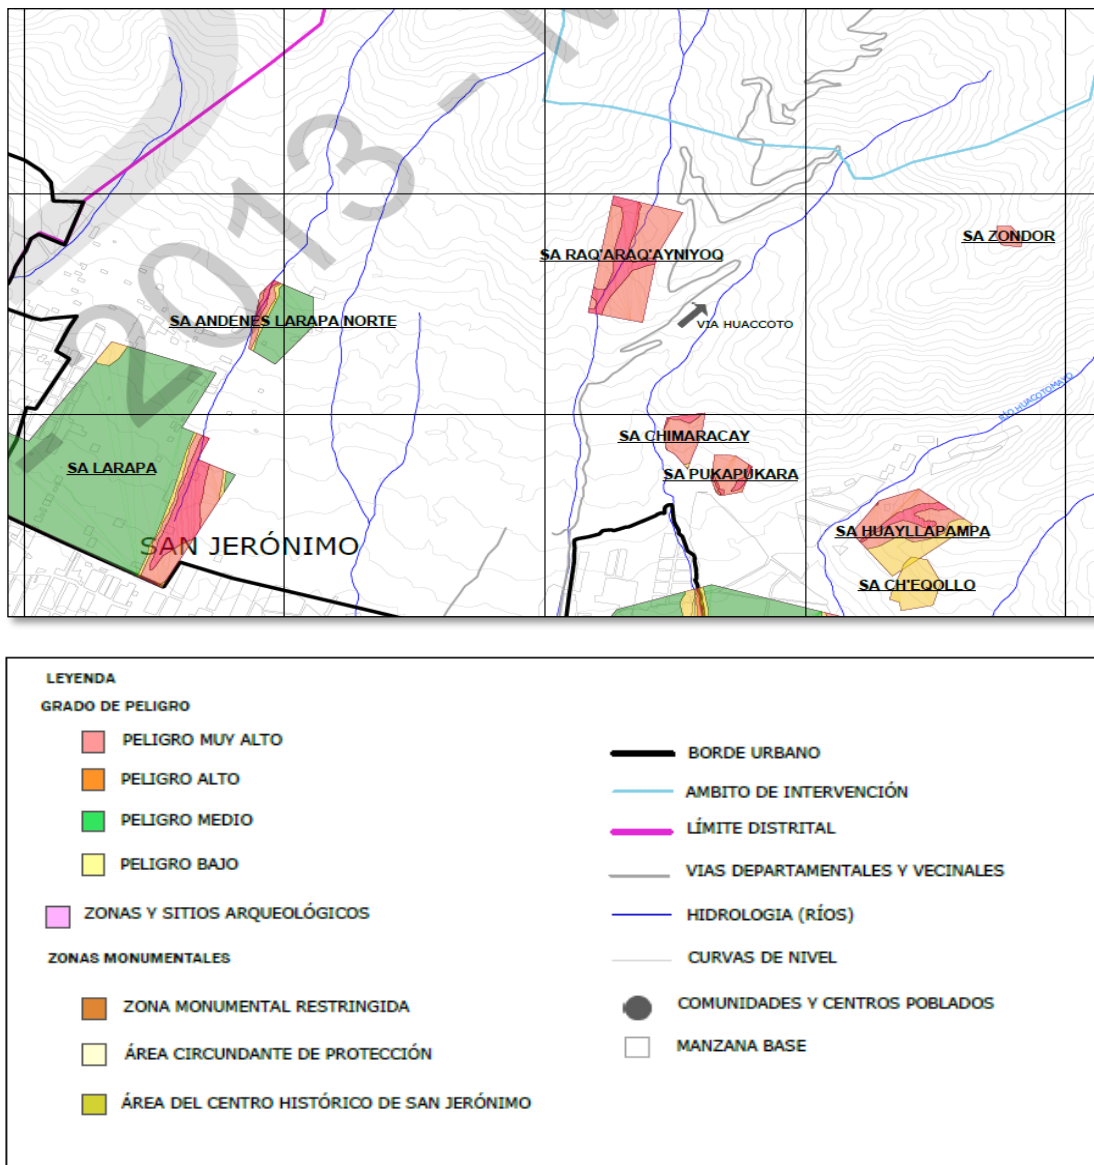 - 2013 -
SA RAQ'ARAQ'AYNIYOQ
SA ZONDOR
SA ANDENES LARAPA NORTE
VIA HUACCOTO
RÍO HUACOTOMAYO
SA CHIMARACAY
SA LARAPA
SA PUKAPUKARA
SA HUAYLLAPAMPA
SAN JERÓNIMO
SA CH'EQOLLO
LEYENDA
GRADO DE PELIGRO
PELIGRO MUY ALTO
PELIGRO ALTO
PELIGRO MEDIO
PELIGRO BAJO
ZONAS Y SITIOS ARQUEOLÓGICOS
ZONAS MONUMENTALES
ZONA MONUMENTAL RESTRINGIDA
ÁREA CIRCUNDANTE DE PROTECCIÓN
ÁREA DEL CENTRO HISTÓRICO DE SAN JERÓNIMO
BORDE URBANO
AMBITO DE INTERVENCIÓN
LÍMITE DISTRITAL
VIAS DEPARTAMENTALES Y VECINALES
HIDROLOGIA (RÍOS)
CURVAS DE NIVEL
COMUNIDADES Y CENTROS POBLADOS
MANZANA BASE